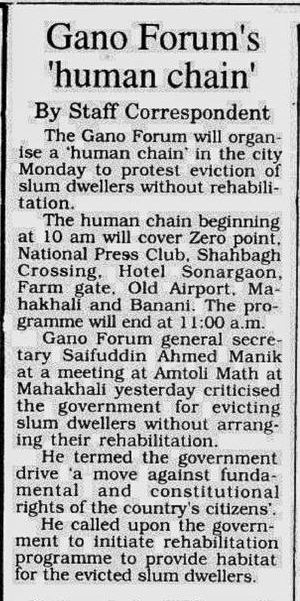 Gano Forum's
'human chain'
By Staff Correspondent
The Gano Forum will organ-
ise a 'human chain' in the city
Monday to protest eviction of
slum dwellers without rehabili-
tation.
The human chain beginning
at 10 am will cover Zero point,
National Press Club, Shahbagh
Crossing, Hotel Sonargaon,
Farm gate, Old Airport, Ma-
hakhali and Banani. The pro-
gramme will end at 11:00 a.m.
Gano Forum general secre-
tary Saifuddin Ahmed Manik
at a meeting at Amtoli Math at
Mahakhali yesterday criticised
the government for evicting
slum dwellers without arrang-
ing their rehabilitation.
He termed the government
drive 'a move against funda-
mental and constitutional
rights of the country's citizens'.
He called upon the govern-
ment to initiate rehabilitation
programme to provide habitat
for the evicted slum dwellers.